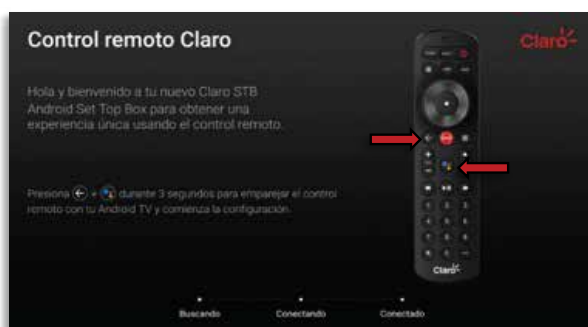 Control remoto Claro
Claro
Hola y bienvenido a tu nuevo Claro STB
Android Set Top Box para obtener una
experiencia única usando el control remoto.
Presiona + durante 3 segundos para emparejar el control
remoto con tu Android TV y comienza la configuración.
Claro
Buscando Conectando Conectado